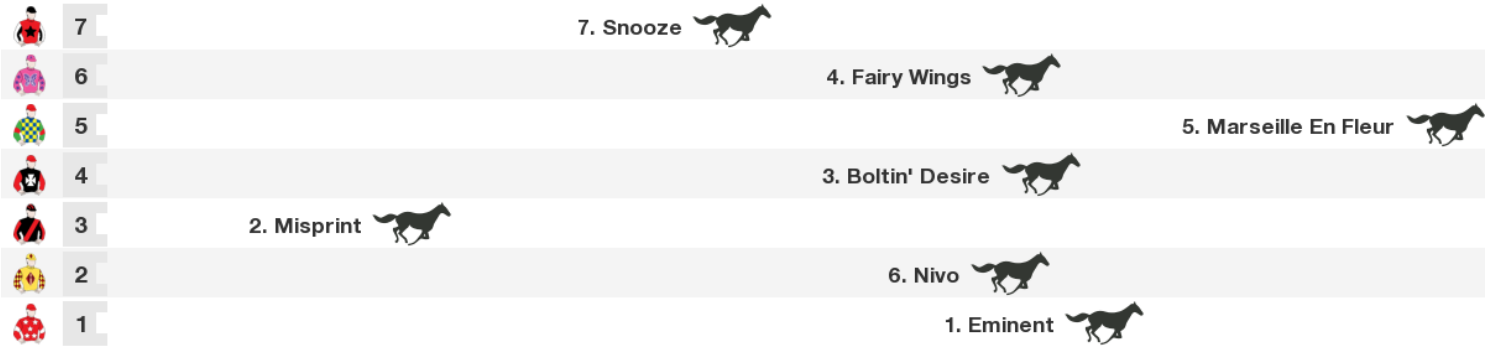 7 7. Snooze
6 4. Fairy Wings
5 5. Marseille En Fleur
4 3. Boltin' Desire
3 2. Misprint
2 6. Nivo
1 1. Eminent